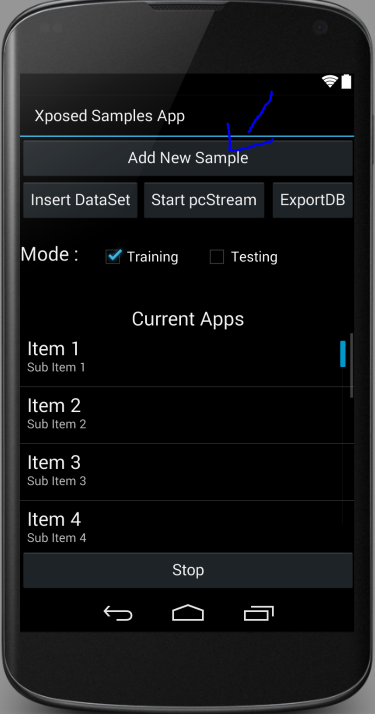 Xposed Samples App
Add New Sample
Insert DataSet Start pcStream ExportDB
Mode : Training Testing
Current Apps
Item 1
Sub Item 1
Item 2
Sub Item 2
Item 3
Sub Item 3
Item 4
Sub Item 4
Stop